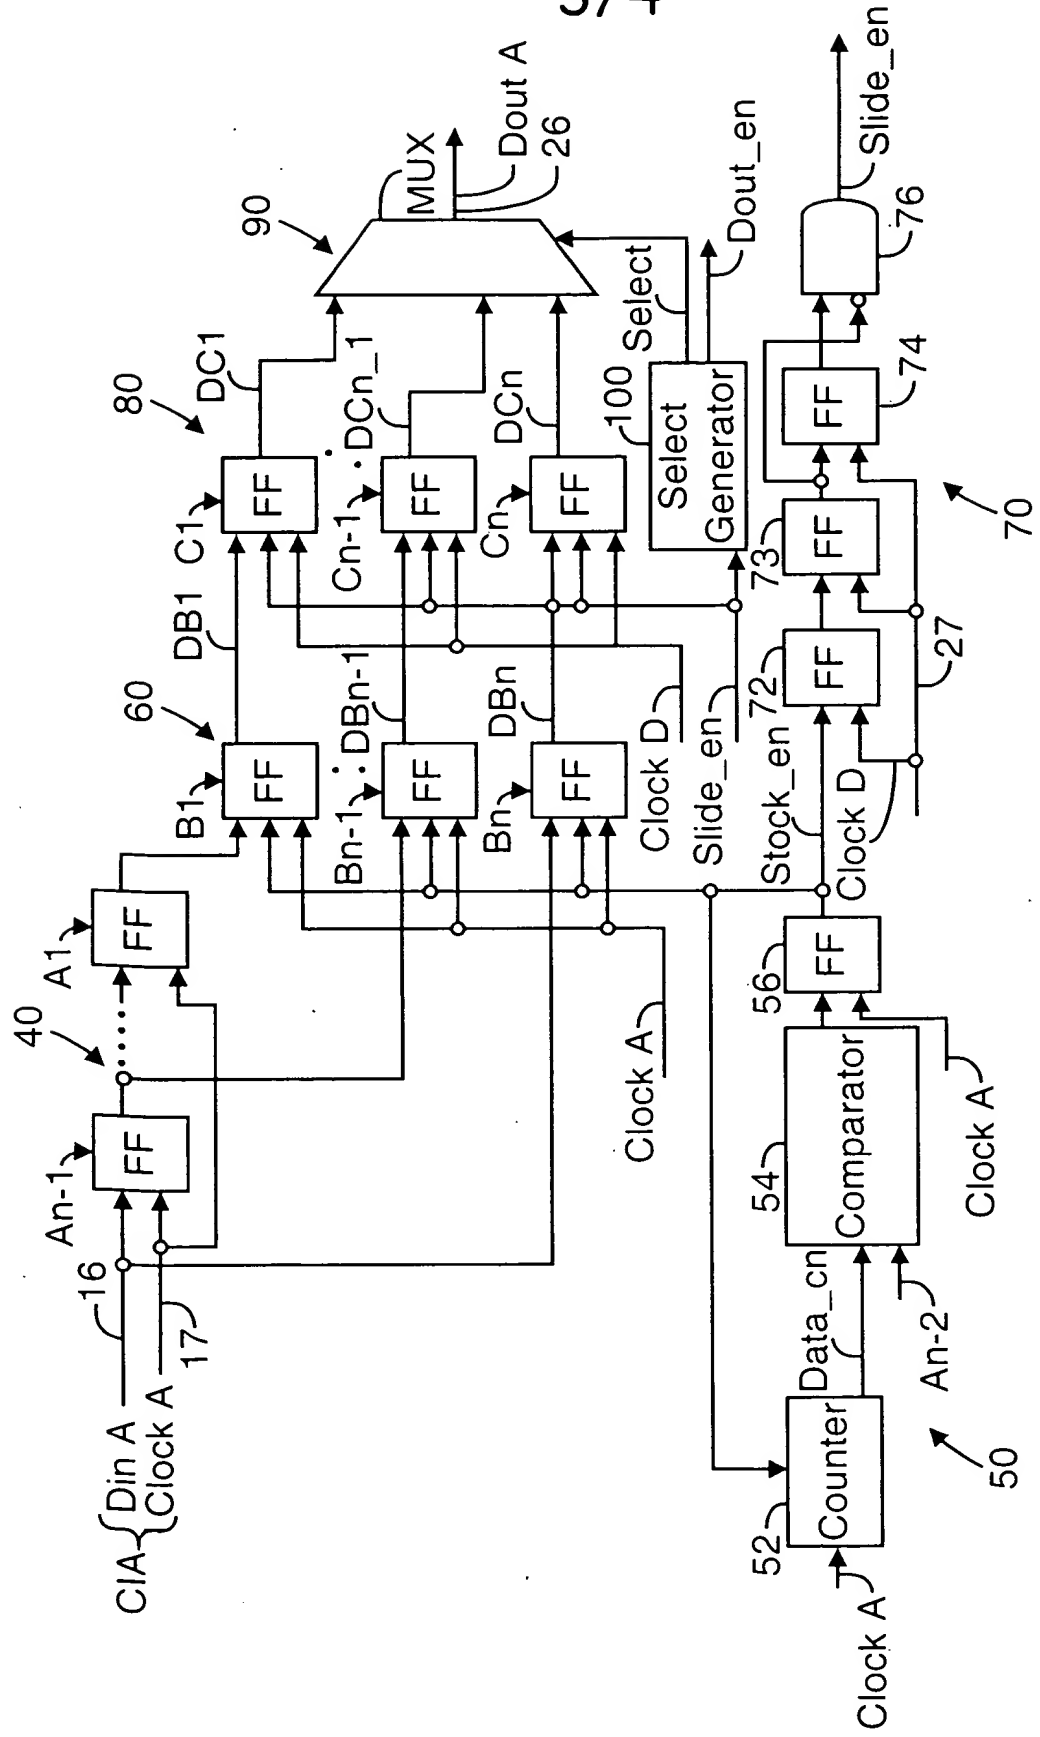 3/4
CIA
Din A
Clock A
16
17
An-1
FF
40
A1
FF
B1
FF
60
DB1
C1
FF
80
DC1
90
MUX
Dout A
26
Bn-1
FF
DBn-1
Cn-1
FF
DCn_1
Bn
FF
DBn
Cn
FF
DCn
Clock A
Clock D
Slide_en
100
Select
Generator
Select
Dout_en
Clock A
52
Counter
50
Data_cn
An-2
54
Comparator
Clock A
56
FF
Stock_en
Clock D
72
FF
27
73
FF
70
FF
74
76
Slide_en